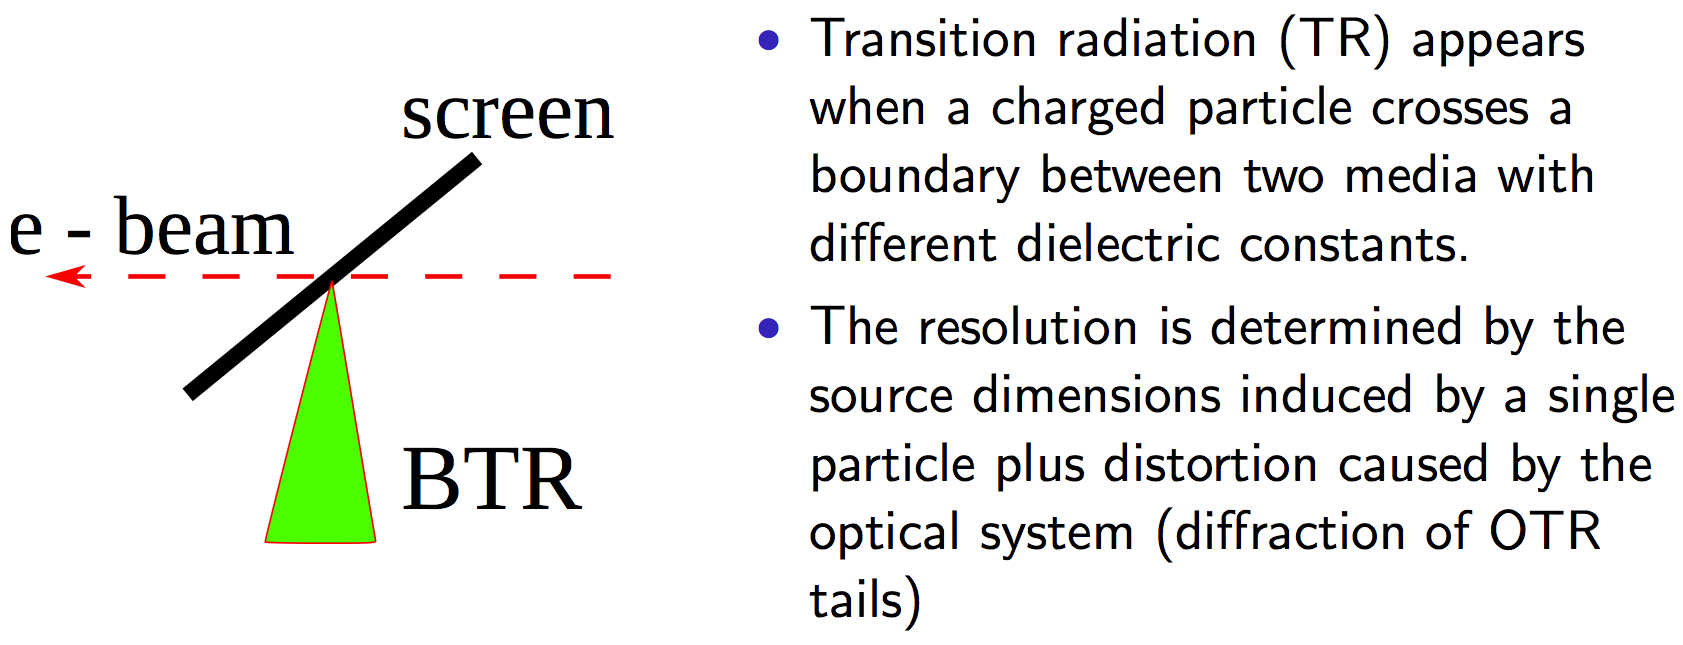 screen
e - beam
BTR
• Transition radiation (TR) appears
when a charged particle crosses a
boundary between two media with
different dielectric constants.
• The resolution is determined by the
source dimensions induced by a single
particle plus distortion caused by the
optical system (diffraction of OTR
tails)